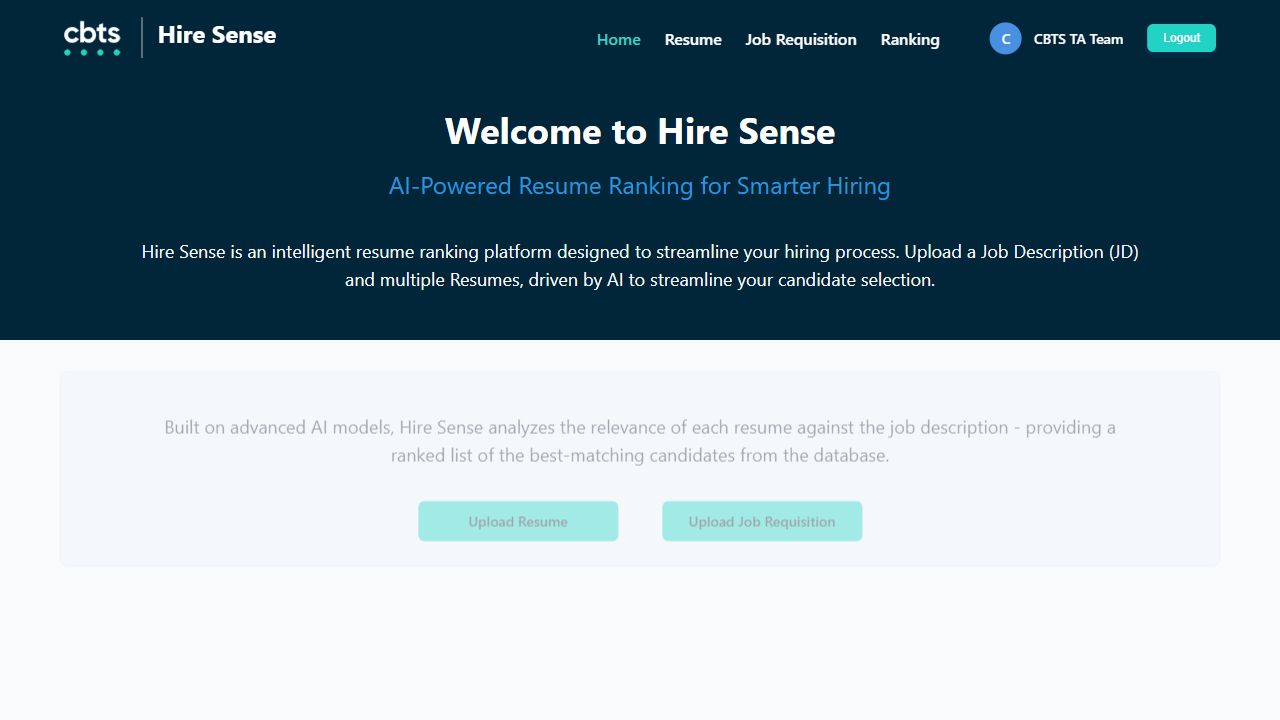 cbts
Hire Sense
Home
Resume
Job Requisition
Ranking
C
CBTS TA Team
Logout
Welcome to Hire Sense
AI-Powered Resume Ranking for Smarter Hiring
Hire Sense is an intelligent resume ranking platform designed to streamline your hiring process. Upload a Job Description (JD)
and multiple Resumes, driven by AI to streamline your candidate selection.
Built on advanced AI models, Hire Sense analyzes the relevance of each resume against the job description - providing a
ranked list of the best-matching candidates from the database.
Upload Resume
Upload Job Requisition